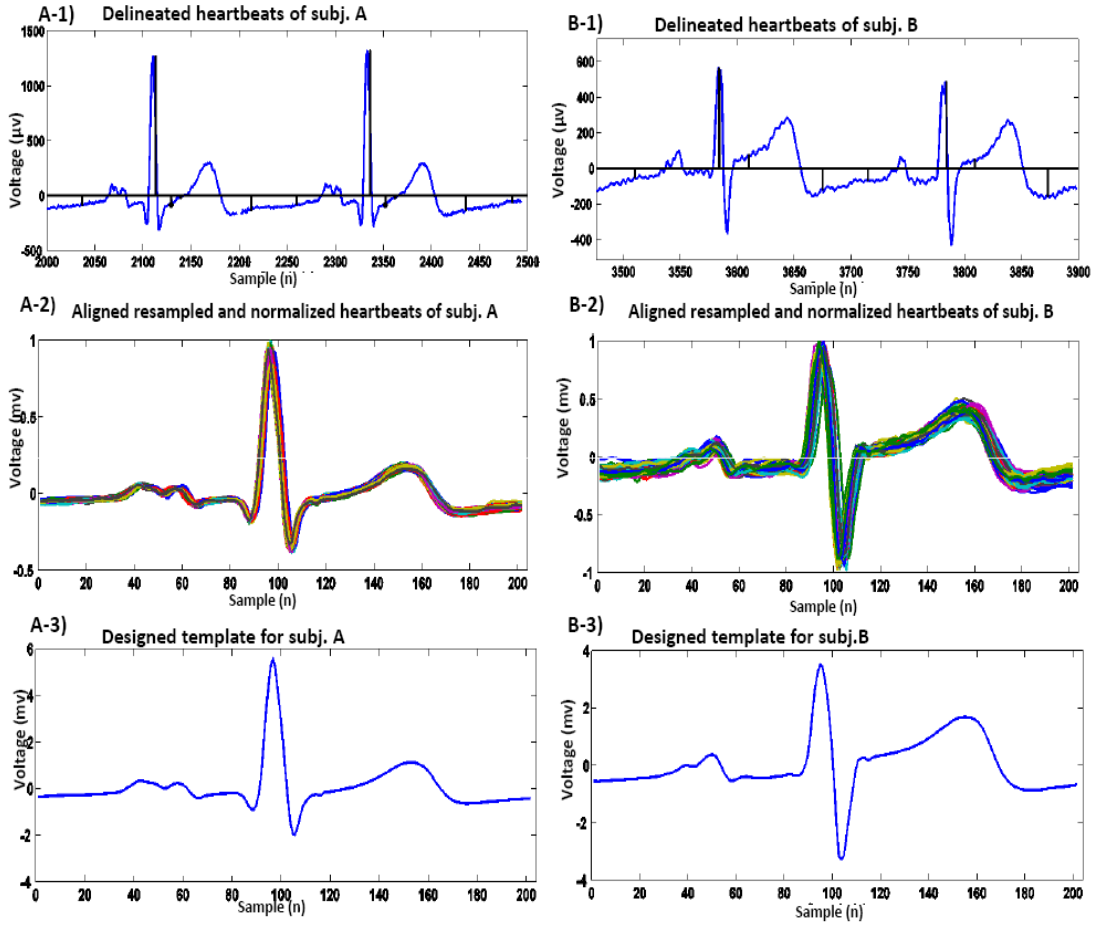 A-1) Delineated heartbeats of subj. A
Voltage (µv)
1500
1000
500
0
-500
2000 2050 2100 2150 2200 2250 2300 2350 2400 2450 2500
Sample (n)
B-1) Delineated heartbeats of subj. B
Voltage (µv)
600
400
200
0
-200
-400
3500 3550 3600 3650 3700 3750 3800 3850 3900
Sample (n)
A-2)
Aligned resampled and normalized heartbeats of subj. A
Voltage (mv)
1
0.5
0
-0.5
0 20 40 60 80 100 120 140 160 180 200
Sample (n)
B-2)
Aligned resampled and normalized heartbeats of subj. B
Voltage (mv)
1
0.5
0
-0.5
-1
0 20 40 60 80 100 120 140 160 180 200
Sample (n)
A-3)
Designed template for subj. A
Voltage (mv)
6
4
2
0
-2
-4
0 20 40 60 80 100 120 140 160 180 200
Sample (n)
B-3)
Designed template for subj.B
Voltage (mv)
4
2
0
-2
-4
0 20 40 60 80 100 120 140 160 180 200
Sample (n)